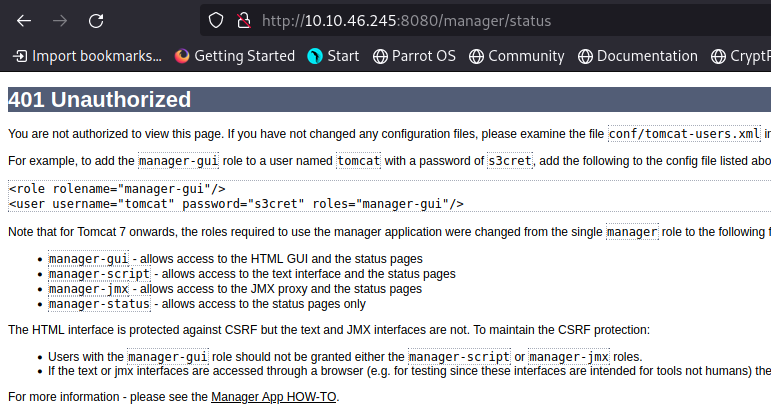 http://10.10.46.245:8080/manager/status
Import bookmarks... Getting Started Start Parrot OS Community Documentation CryptP
401 Unauthorized
You are not authorized to view this page. If you have not changed any configuration files, please examine the file conf/tomcat-users.xml in
For example, to add the manager-gui role to a user named tomcat with a password of s3cret, add the following to the config file listed abo
<role rolename="manager-gui"/>
<user username="tomcat" password="s3cret" roles="manager-gui"/>
Note that for Tomcat 7 onwards, the roles required to use the manager application were changed from the single manager role to the following f
manager-gui - allows access to the HTML GUI and the status pages
manager-script - allows access to the text interface and the status pages
manager-jmx - allows access to the JMX proxy and the status pages
manager-status - allows access to the status pages only
The HTML interface is protected against CSRF but the text and JMX interfaces are not. To maintain the CSRF protection:
Users with the manager-gui role should not be granted either the manager-script or manager-jmx roles.
If the text or jmx interfaces are accessed through a browser (e.g. for testing since these interfaces are intended for tools not humans) the
For more information - please see the Manager App HOW-TO.